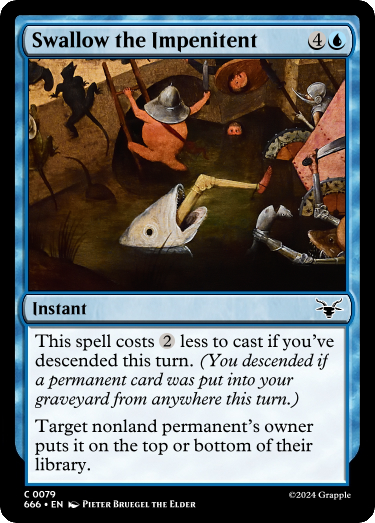 Swallow the Impenitent 4
Instant
This spell costs 2 less to cast if you've
descended this turn. (You descended if
a permanent card was put into your
graveyard from anywhere this turn.)
Target nonland permanent's owner
puts it on the top or bottom of their
library.
C 0079
666 • EN PIETER BRUEGEL THE ELDER
©2024 Grapple